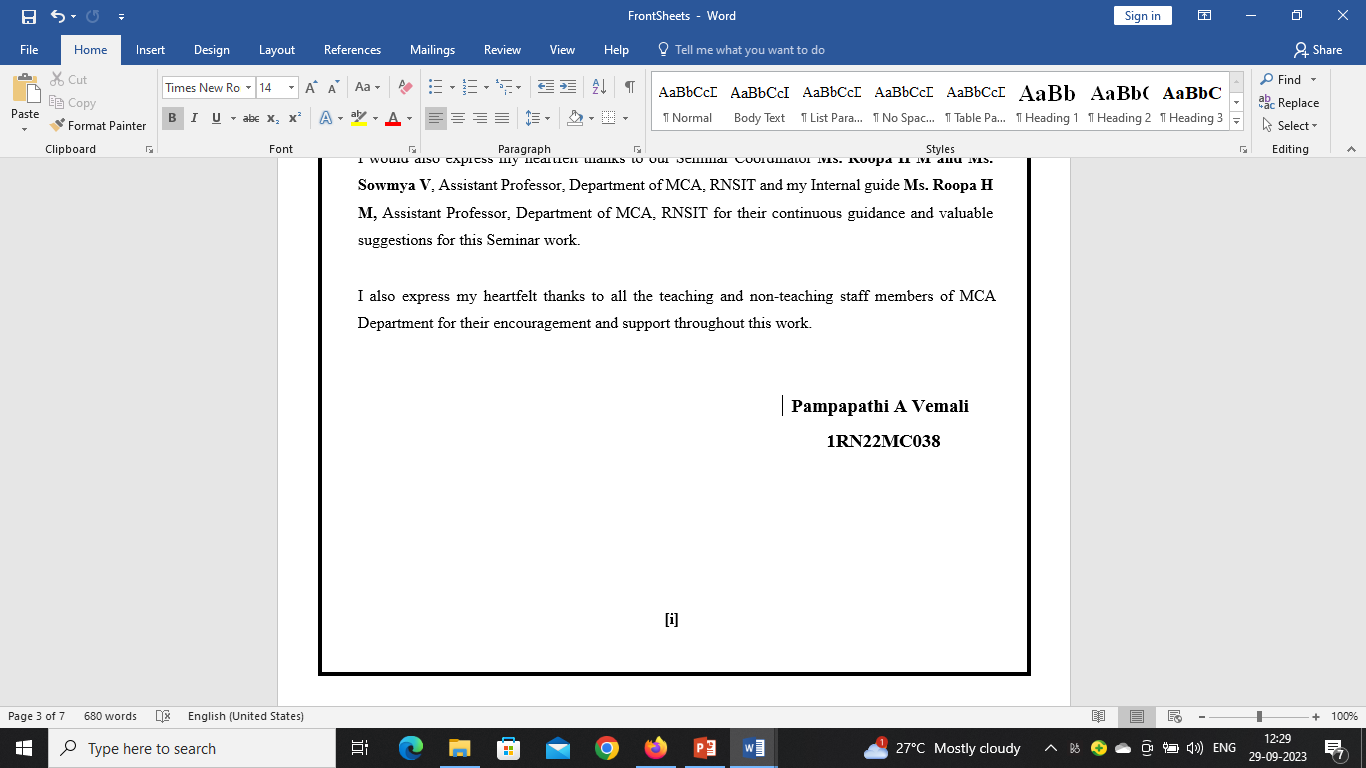 FrontSheets - Word
Sign in
File Home Insert Design Layout References Mailings Review View Help Tell me what you want to do Share
Paste
Cut
Copy
Format Painter
Clipboard
Times New Ro 14 Aa
B I U abc x₂ x² A ab A
Font
Paragraph
AaBbCcD AaBbCcI AaBbCcI AaBbCcI AaBbCcI AaBb AaBb( AaBbC
¶ Normal Body Text ¶ List Para... ¶ No Spac... ¶ Table Pa... ¶ Heading 1 ¶ Heading 2 ¶ Heading 3
Styles
Find
Replace
Select
Editing
I would also express my heartfelt thanks to our Seminar Coordinator Ms. Roopa H M and Ms.
Sowmya V, Assistant Professor, Department of MCA, RNSIT and my Internal guide Ms. Roopa H
M, Assistant Professor, Department of MCA, RNSIT for their continuous guidance and valuable
suggestions for this Seminar work.
I also express my heartfelt thanks to all the teaching and non-teaching staff members of MCA
Department for their encouragement and support throughout this work.
Pampapathi A Vemali
1RN22MC038
[i]
Page 3 of 7 680 words English (United States) 100%
Type here to search
27°C Mostly cloudy
ENG
12:29
29-09-2023
7